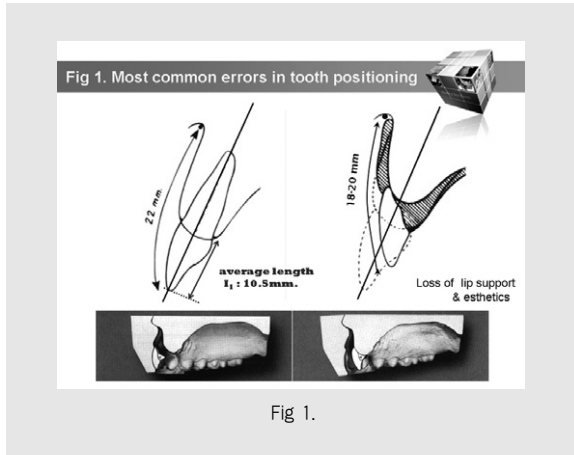 Fig 1. Most common errors in tooth positioning
22 mm.
18-20 mm
average length
I₁ : 10.5mm.
Loss of lip support
& esthetics
Fig 1.